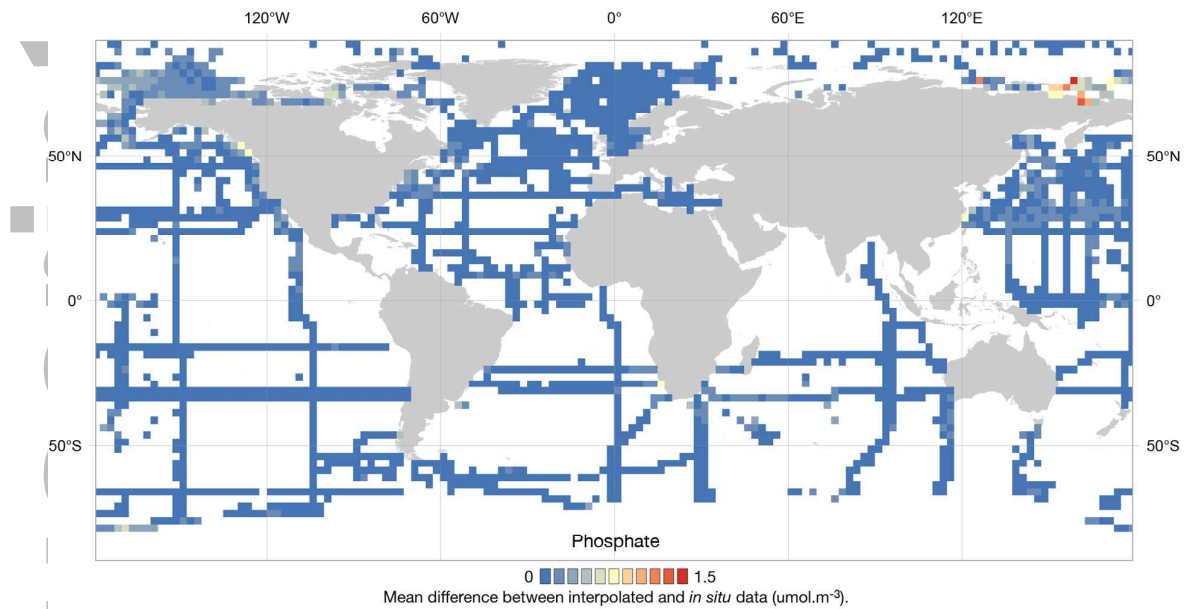 120°W 60°W 0° 60°E 120°E
50°N 50°N
0° 0°
50°S 50°S
Phosphate
0 1.5
Mean difference between interpolated and in situ data (umol.m-3).